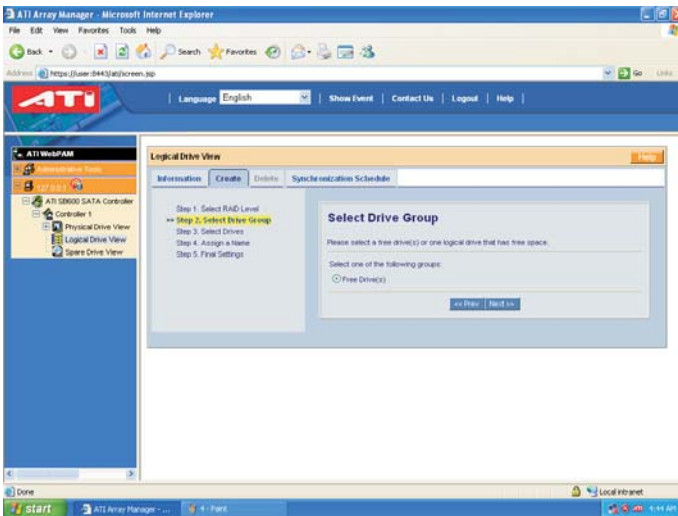 ATI Array Manager - Microsoft Internet Explorer
File Edit View Favorites Tools Help
Back Search Favorites
Address https://user:8443/ati/screen.jsp Go Links
ATI
Language English Show Event Contact Us Logout Help
ATI WebPAM
Administrative Tools
127.0.0.1
ATI SB600 SATA Controller
Controller 1
Physical Drive View
Logical Drive View
Spare Drive View
Logical Drive View Help
Information Create Delete Synchronization Schedule
Step 1. Select RAID Level
Step 2. Select Drive Group
Step 3. Select Drives
Step 4. Assign a Name
Step 5. Final Settings
Select Drive Group
Please select a free drive(s) or one logical drive that has free space.
Select one of the following groups:
Free Drive(s)
<< Prev Next >>
Done Local intranet
start ATI Array Manager - ... 4 - Paint 4:44 AM